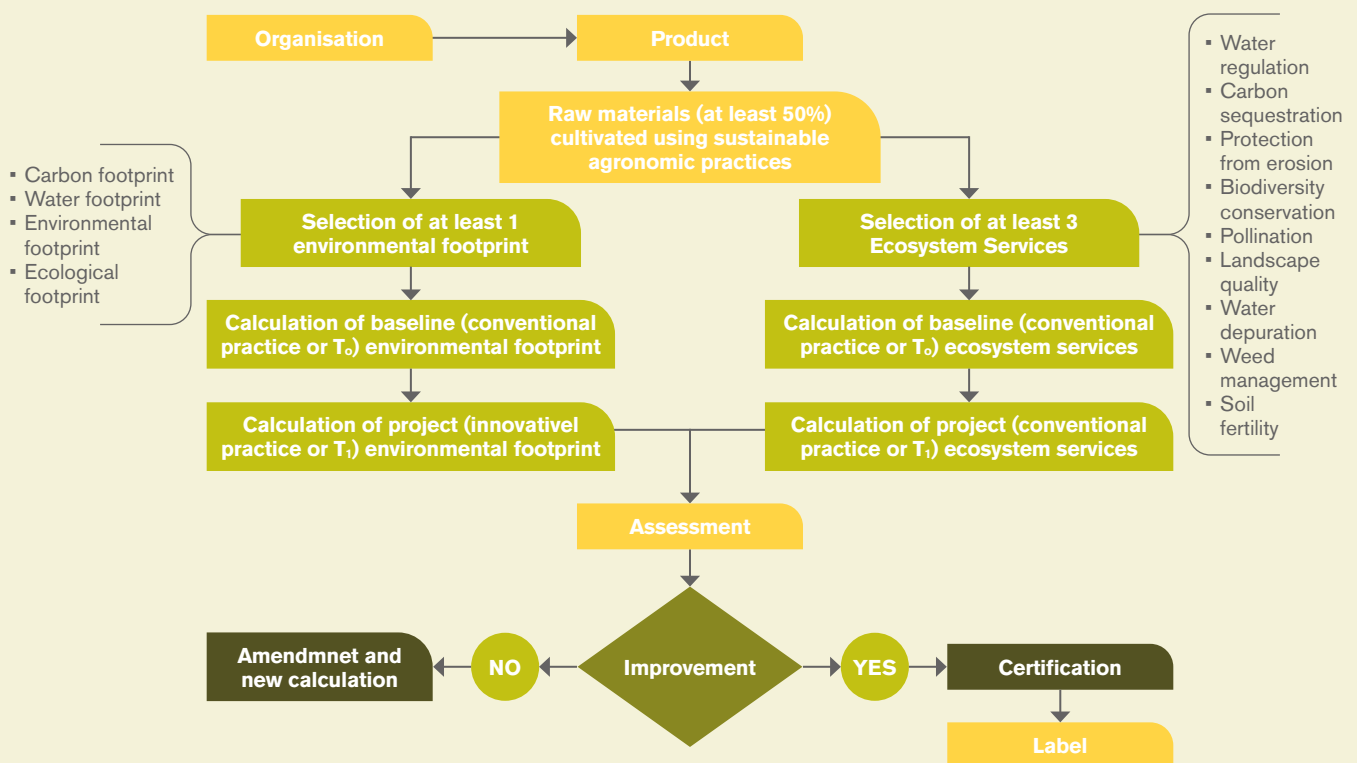 Organisation
Product
Raw materials (at least 50%)
cultivated using sustainable
agronomic practices
▪ Carbon footprint
▪ Water footprint
▪ Environmental
footprint
▪ Ecological
footprint
Selection of at least 1
environmental footprint
Selection of at least 3
Ecosystem Services
▪ Water
regulation
▪ Carbon
sequestration
▪ Protection
from erosion
▪ Biodiversity
conservation
▪ Pollination
▪ Landscape
quality
▪ Water
depuration
▪ Weed
management
▪ Soil
fertility
Calculation of baseline (conventional
practice or T₀) environmental footprint
Calculation of baseline (conventional
practice or T₀) ecosystem services
Calculation of project (innovativel
practice or T₁) environmental footprint
Calculation of project (conventional
practice or T₁) ecosystem services
Assessment
Improvement
NO
Amendmnet and
new calculation
YES
Certification
Label